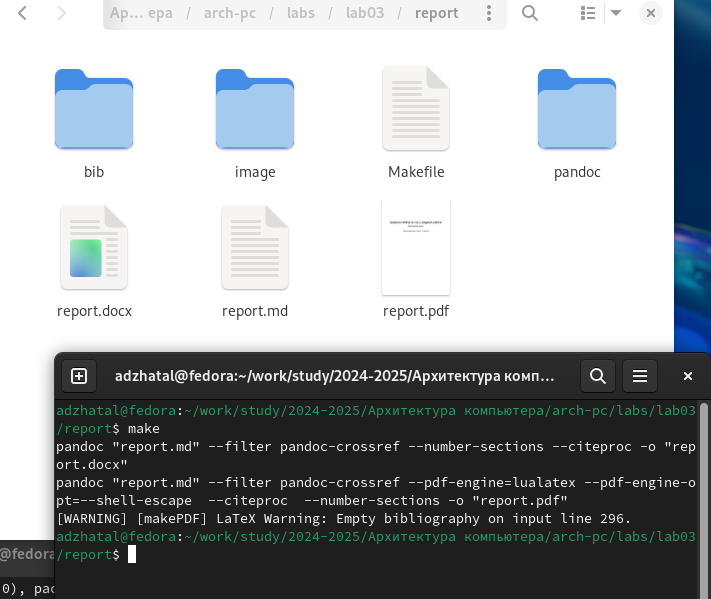 Ар… ера / arch-pc / labs / lab03 / report
bib
image
Makefile
pandoc
report.docx
report.md
report.pdf
adzhatal@fedora:~/work/study/2024-2025/Архитектура комп…
adzhatal@fedora:~/work/study/2024-2025/Архитектура компьютера/arch-pc/labs/lab03
/report$ make
pandoc "report.md" --filter pandoc-crossref --number-sections --citeproc -o "rep
ort.docx"
pandoc "report.md" --filter pandoc-crossref --pdf-engine=lualatex --pdf-engine-o
pt=--shell-escape  --citeproc  --number-sections -o "report.pdf"
[WARNING] [makePDF] LaTeX Warning: Empty bibliography on input line 296.
adzhatal@fedora:~/work/study/2024-2025/Архитектура компьютера/arch-pc/labs/lab03
/report$
@fedora
0), рас